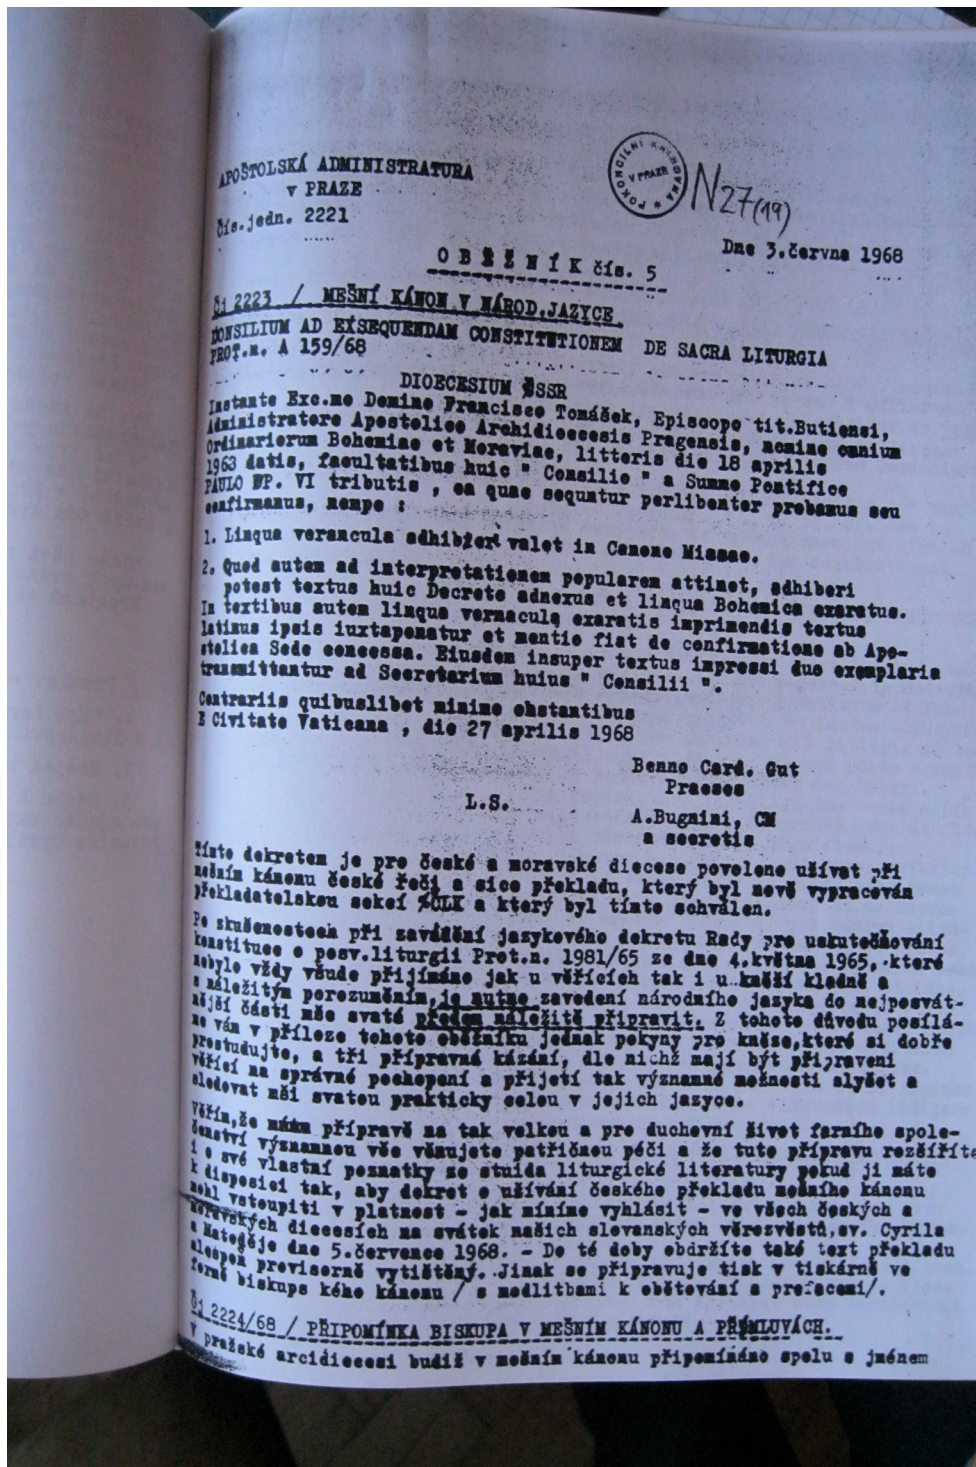 APOŠTOLSKÁ ADMINISTRATURA
V PRAZE
POKONCILNÍ KNIHOVNA * V PRAZE
N27(19)
Čís.jedn. 2221
Dne 3.června 1968
OBĚŽNÍK čís. 5
Čj 2223 / MEŠNÍ KÁNON V NÁROD.JAZYCE.
CONSILIUM AD EXSEQUENDAM CONSTITUTIONEM DE SACRA LITURGIA
PROT.n. A 159/68
DIOECESIUM ČSSR
Instante Exc.mo Domino Francisco Tomášek, Episcopo tit.Butiensi,
Administratore Apostolico Archidioecesis Pragensis, nomine omnium
Ordinariorum Bohemiae et Moraviae, litteris die 18 aprilis
1963 datis, facultatibus huic " Consilio " a Summo Pontifice
PAULO PP. VI tributis , ea quae sequntur perlibenter probamus seu
confirmamus, nempe :
1. Linqua verancula adhiberi valet in Canone Missae.
2. Quod autem ad interpretationem popularem attinet, adhiberi
potest textus huic Decreto adnexus et linqua Bohemica exaratus.
In textibus autem linqua vernacula exaratis imprimendis textus
latinus ipsis iuxtaponatur et mentio fiat de confirmatione ab Apo-
stolica Sede concessa. Eiusdem insuper textus impressi duo exemplaria
transmittantur ad Secretarium huius " Consilii ".
Contrariis quibuslibet minime obstantibus
E Civitate Vaticana , die 27 aprilis 1968
Benno Card. Gut
Praeses
L.S.
A.Bugnini, CM
a secretis
Tímto dekretem je pro české a moravské diecese povoleno užívat při
mešním kánonu české řeči a sice překladu, který byl nově vypracován
překladatelskou sekcí ČLK a který byl tímto schválen.
Po skušenostech při zavádění jazykového dekretu Rady pro uskutečňování
konstituce o posv.liturgii Prot.n. 1981/65 ze dne 4.května 1965, které
nebylo vždy všude přijímáno jak u věřících tak i u kněží kladně a
s náležitým porozuměním, je nutno zavedení národního jazyka do nejposvát-
nější části mše svaté předem náležitě připravit. Z tohoto důvodu posílá-
me vám v příloze tohoto oběžníku jednak pokyny pro kněze,které si dobře
prostudujte, a tři přípravná kázání, dle nichž mají být připraveni
věřící na správné pochopení a přijetí tak významné možnosti slyšet a
sledovat mši svatou prakticky celou v jejich jazyce.
Věřím,že přípravě na tak velkou a pro duchovní život farního spole-
čenství významnou věc věnujete patřičnou péči a že tuto přípravu rozšíříte
i o své vlastní poznatky ze stuida liturgické literatury pokud ji máte
k disposici tak, aby dekret o užívání českého překladu mešního kánonu
mohl vstoupiti v platnost - jak míníme vyhlásit - ve všech českých a
moravských diecesích na svátek našich slovanských věrozvěstů,sv. Cyrila
a Metoděje dne 5.července 1968. - Do té doby obdržíte také text překladu
alespoň provisorně vytištěný. Jinak se připravuje tisk v tiskárně ve
formě biskups kého kánonu / s modlitbami k obětování a prefacemi/.
Čj 2224/68 / PŘIPOMÍNKA BISKUPA V MEŠNÍM KÁNONU A PŘÍMLUVÁCH.
V pražské arcidiecesi budiž v mešním kánonu připomínáno spolu s jménem